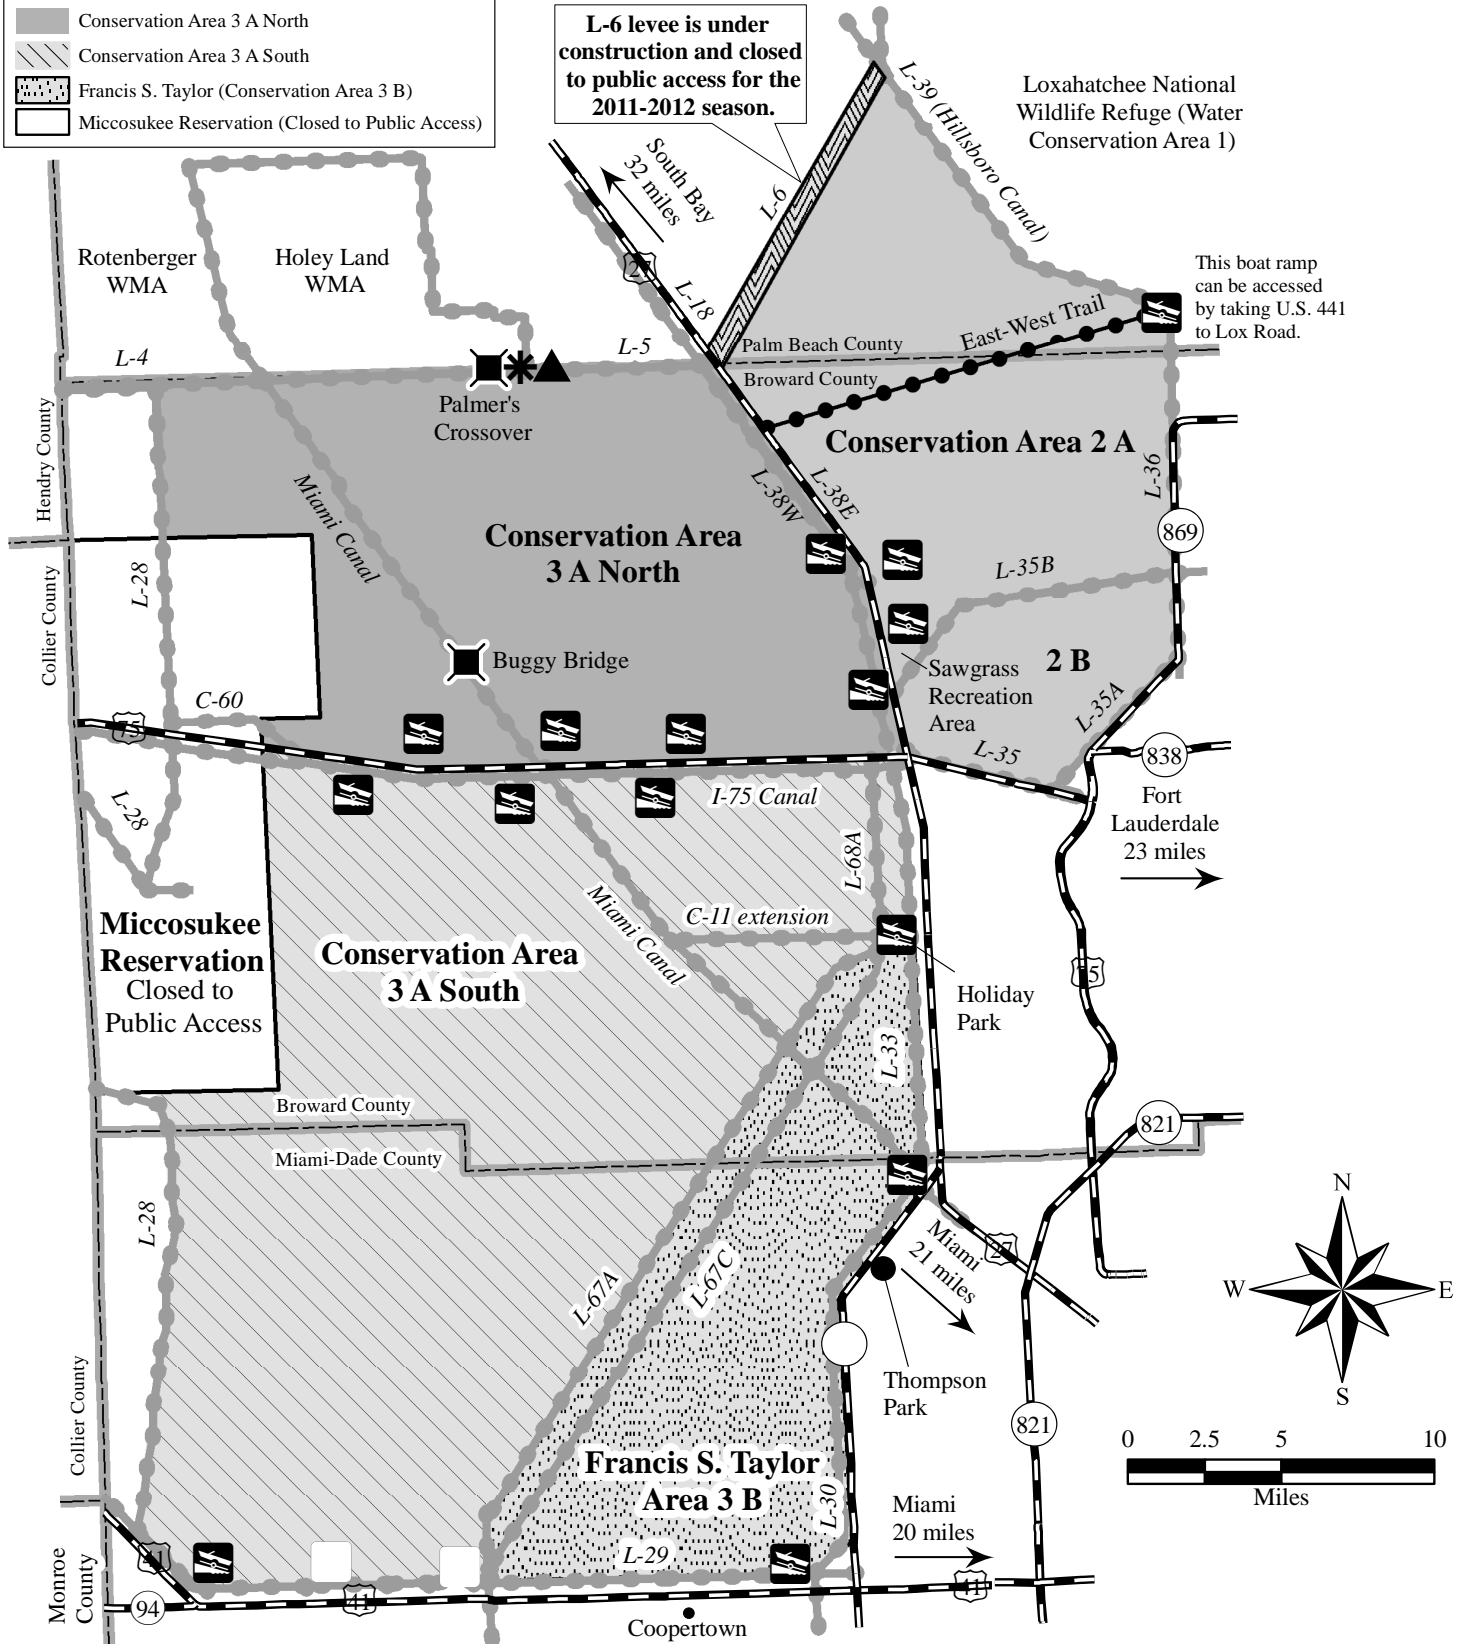 Conservation Area 3 A North
Conservation Area 3 A South
Francis S. Taylor (Conservation Area 3 B)
Miccosukee Reservation (Closed to Public Access)
L-6 levee is under
construction and closed
to public access for the
2011-2012 season.
L-39 (Hillsboro Canal)
Loxahatchee National
Wildlife Refuge (Water
Conservation Area 1)
South Bay
32 miles
L-6
Rotenberger
WMA
Holey Land
WMA
27
L-18
This boat ramp
can be accessed
by taking U.S. 441
to Lox Road.
East-West Trail
L-4
L-5
Palm Beach County
Broward County
Palmer's
Crossover
Hendry County
Conservation Area 2 A
L-36
Miami Canal
L-38W
L-38E
869
Conservation Area
3 A North
L-28
L-35B
Collier County
Buggy Bridge
2 B
Sawgrass
Recreation
Area
C-60
75
L-35A
L-35
838
L-28
I-75 Canal
Fort
Lauderdale
23 miles
L-68A
Miccosukee
Reservation
Closed to
Public Access
Conservation Area
3 A South
Miami Canal
C-11 extension
75
Holiday
Park
L-33
Broward County
Miami-Dade County
821
L-28
L-67A
L-67C
Miami
21 miles
27
N
W
E
S
Thompson
Park
Collier County
821
0 2.5 5 10
Miles
Francis S. Taylor
Area 3 B
L-30
Miami
20 miles
L-29
41
Monroe
County
94
41
41
Coopertown